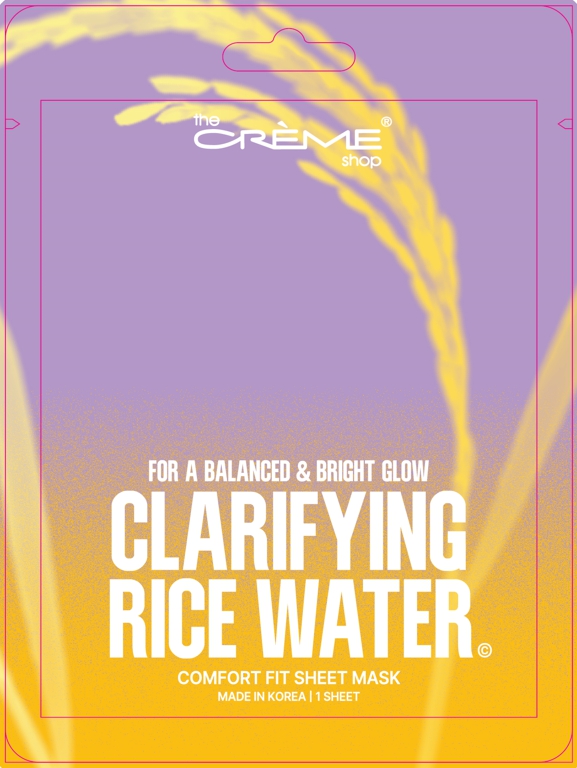 the
CRÈME®
shop
FOR A BALANCED & BRIGHT GLOW
CLARIFYING
RICE WATER©
COMFORT FIT SHEET MASK
MADE IN KOREA | 1 SHEET